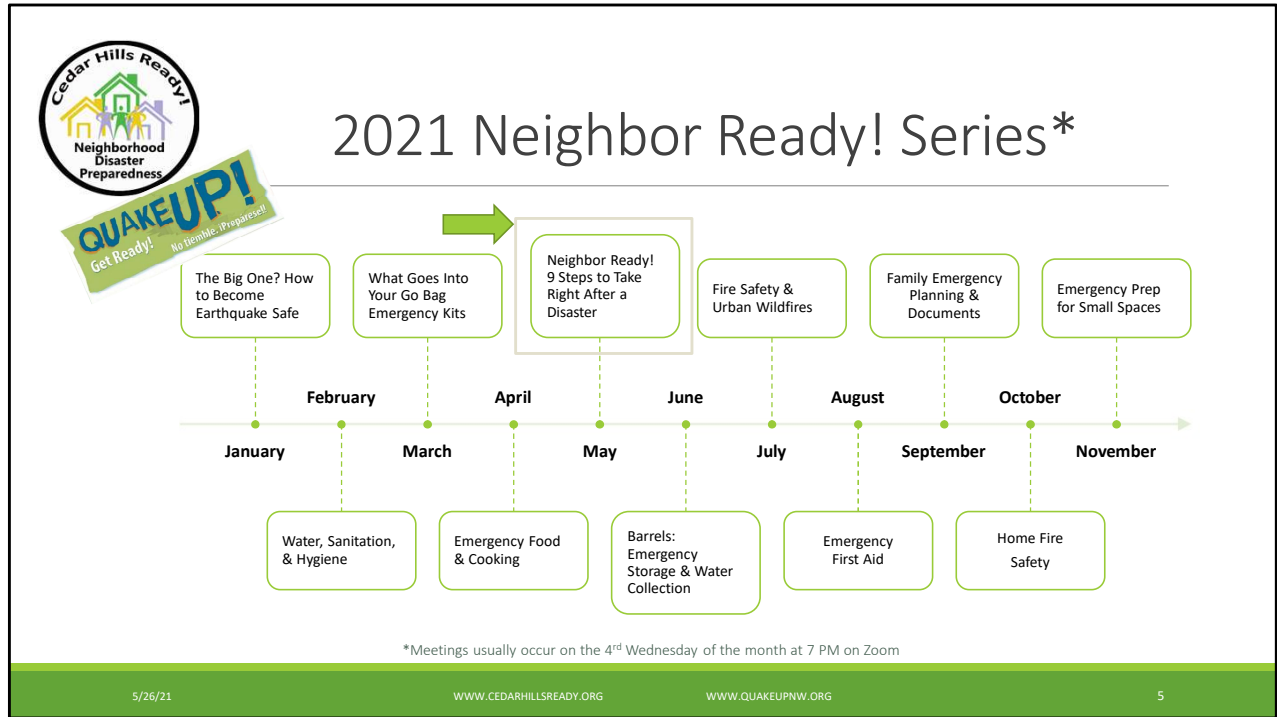 Cedar Hills Ready!
Neighborhood
Disaster
Preparedness
QUAKEUP!
Get Ready! No tiemble, ¡Prepárese!!
2021 Neighbor Ready! Series*
The Big One? How
to Become
Earthquake Safe
What Goes Into
Your Go Bag
Emergency Kits
Neighbor Ready!
9 Steps to Take
Right After a
Disaster
Fire Safety &
Urban Wildfires
Family Emergency
Planning &
Documents
Emergency Prep
for Small Spaces
February
April
June
August
October
January
March
May
July
September
November
Water, Sanitation,
& Hygiene
Emergency Food
& Cooking
Barrels:
Emergency
Storage & Water
Collection
Emergency
First Aid
Home Fire
Safety
*Meetings usually occur on the 4rd Wednesday of the month at 7 PM on Zoom
5/26/21
WWW.CEDARHILLSREADY.ORG
WWW.QUAKEUPNW.ORG
5